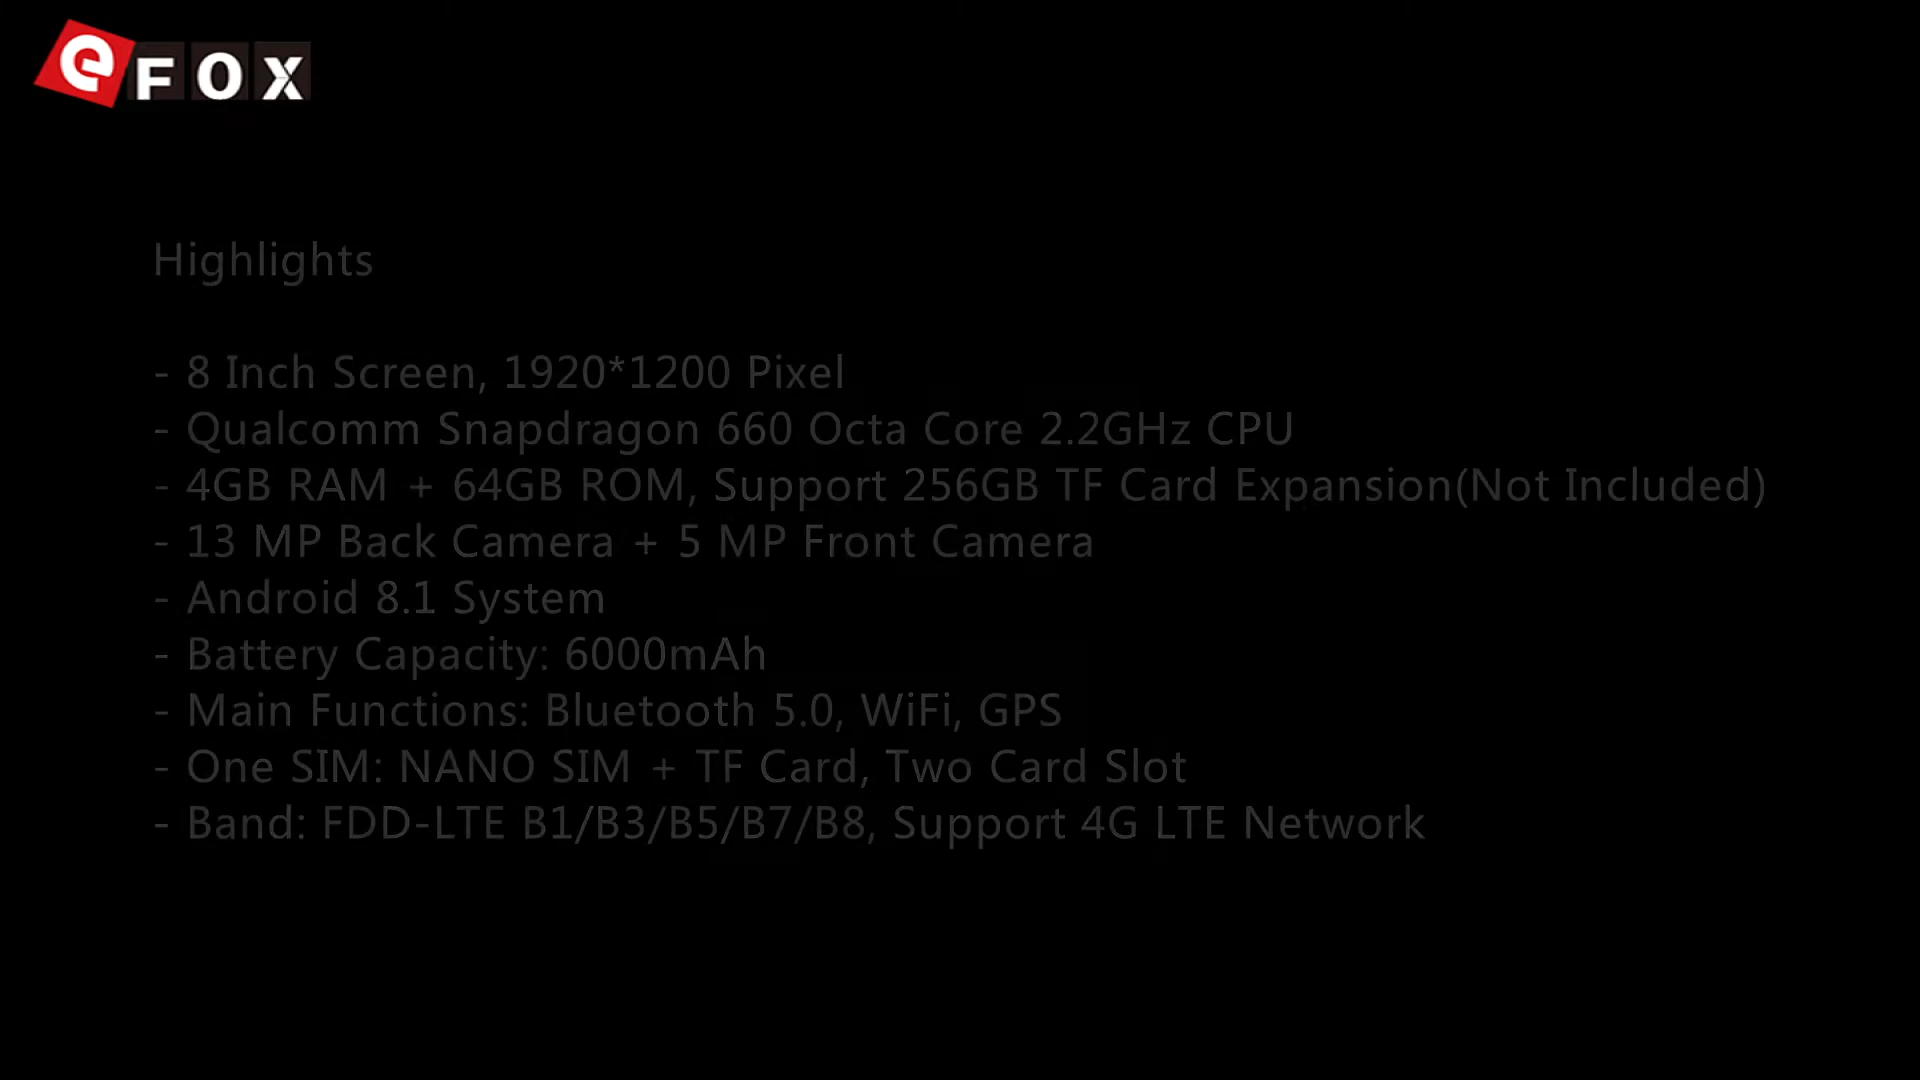 eFOX
Highlights
- 8 Inch Screen, 1920*1200 Pixel
- Qualcomm Snapdragon 660 Octa Core 2.2GHz CPU
- 4GB RAM + 64GB ROM, Support 256GB TF Card Expansion(Not Included)
- 13 MP Back Camera + 5 MP Front Camera
- Android 8.1 System
- Battery Capacity: 6000mAh
- Main Functions: Bluetooth 5.0, WiFi, GPS
- One SIM: NANO SIM + TF Card, Two Card Slot
- Band: FDD-LTE B1/B3/B5/B7/B8, Support 4G LTE Network